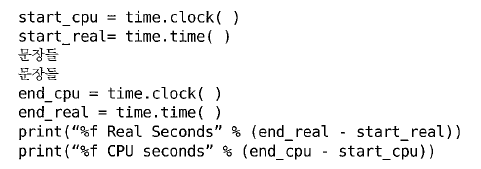 start_cpu = time.clock( )
start_real= time.time( )
문장들
문장들
end_cpu = time.clock( )
end_real = time.time( )
print(“%f Real Seconds” % (end_real - start_real))
print(“%f CPU seconds” % (end_cpu - start_cpu))